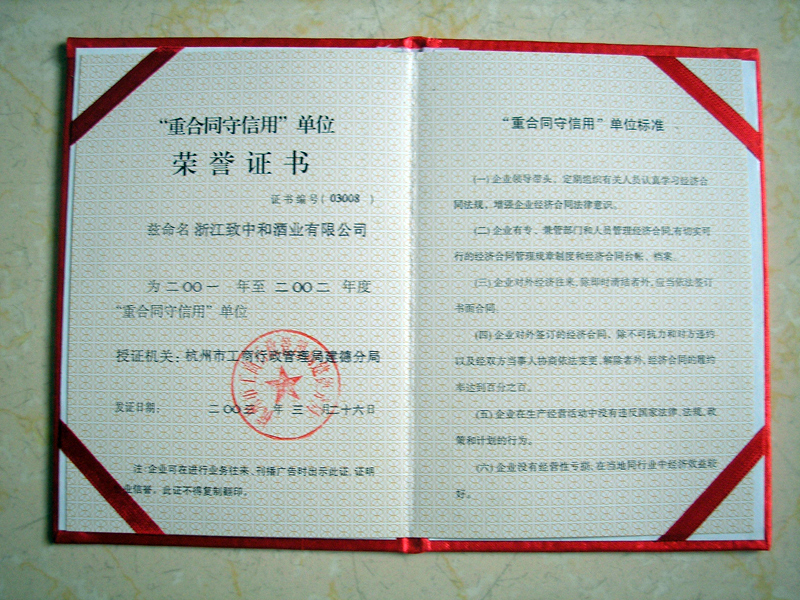 “重合同守信用”单位
荣誉证书
证书编号(03008)
兹命名 浙江致中和酒业有限公司
为二〇〇一 年至 二〇〇二 年度
“重合同守信用”单位
授证机关：杭州市工商行政管理局建德分局
发证日期： 二〇〇三 年 三 月二十六日
注:企业可在进行业务往来、刊播广告时出示此证,证明
企业信誉。此证不得复制翻印。
“重合同守信用”单位标准
(一)企业领导带头、定期组织有关人员认真学习经济合
同法规，增强企业经济合同法律意识。
(二)企业有专、兼管部门和人员管理经济合同,有切实可
行的经济合同管理规章制度和经济合同台帐、档案。
(三)企业对外经济往来,除即时清结者外,应当依法签订
书面合同。
(四)企业对外签订的经济合同、除不可抗力和对方违约
以及经双方当事人协商依法变更、解除者外,经济合同的履约
率达到百分之百。
(五)企业在生产经营活动中没有违反国家法律、法规、政
策和计划的行为。
(六)企业没有经营性亏损;在当地同行业中经济效益较
好。